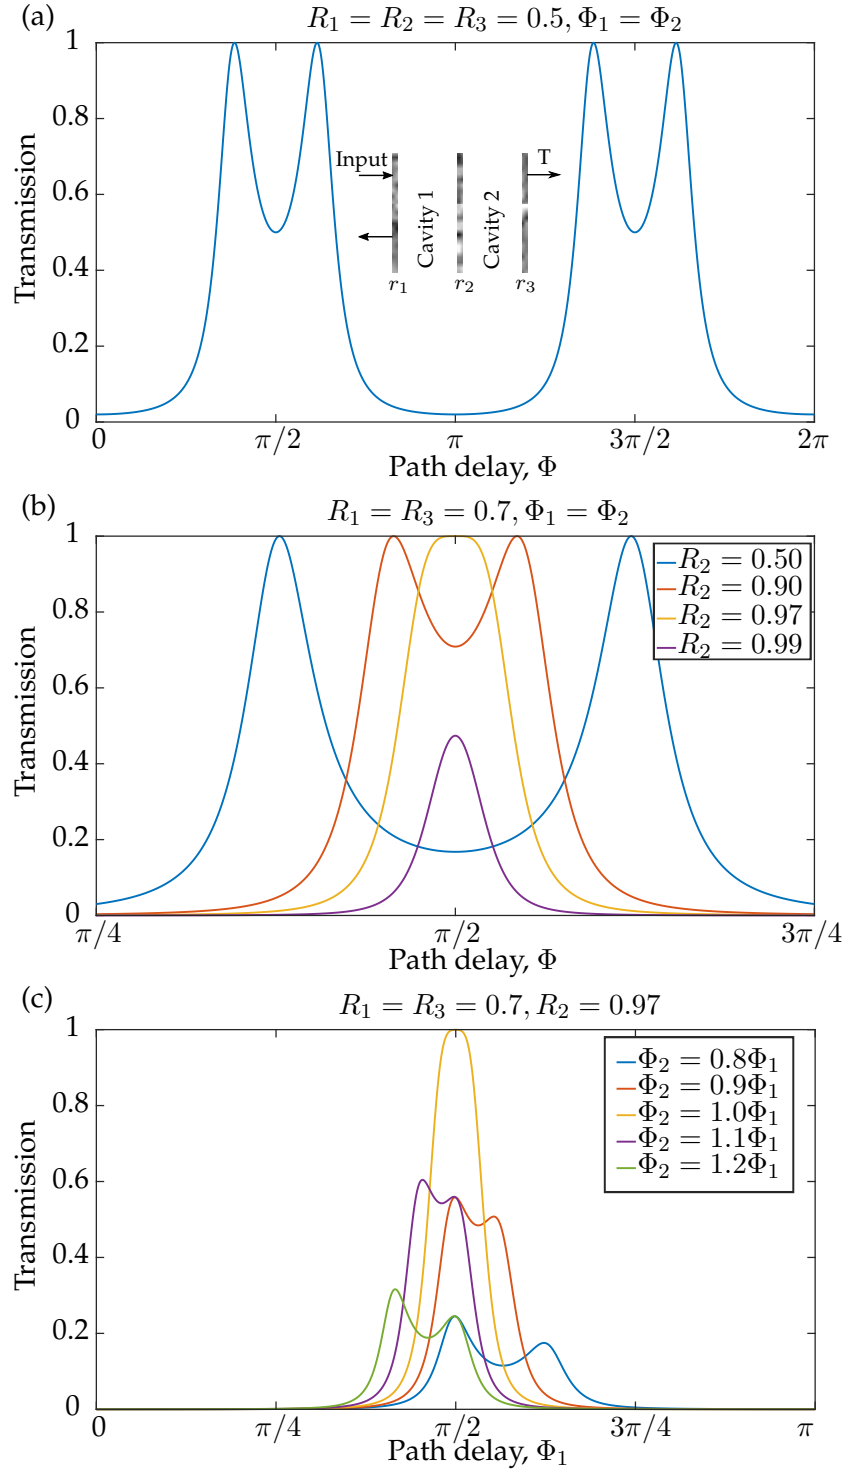 (a)
R₁ = R₂ = R₃ = 0.5, Φ₁ = Φ₂
Transmission
1
0.8
0.6
0.4
0.2
0
Input
T
Cavity 1
Cavity 2
r₁
r₂
r₃
0
π/2
π
3π/2
2π
Path delay, Φ
(b)
R₁ = R₃ = 0.7, Φ₁ = Φ₂
Transmission
1
0.8
0.6
0.4
0.2
0
R₂ = 0.50
R₂ = 0.90
R₂ = 0.97
R₂ = 0.99
π/4
π/2
3π/4
Path delay, Φ
(c)
R₁ = R₃ = 0.7, R₂ = 0.97
Transmission
1
0.8
0.6
0.4
0.2
0
Φ₂ = 0.8Φ₁
Φ₂ = 0.9Φ₁
Φ₂ = 1.0Φ₁
Φ₂ = 1.1Φ₁
Φ₂ = 1.2Φ₁
0
π/4
π/2
3π/4
π
Path delay, Φ₁